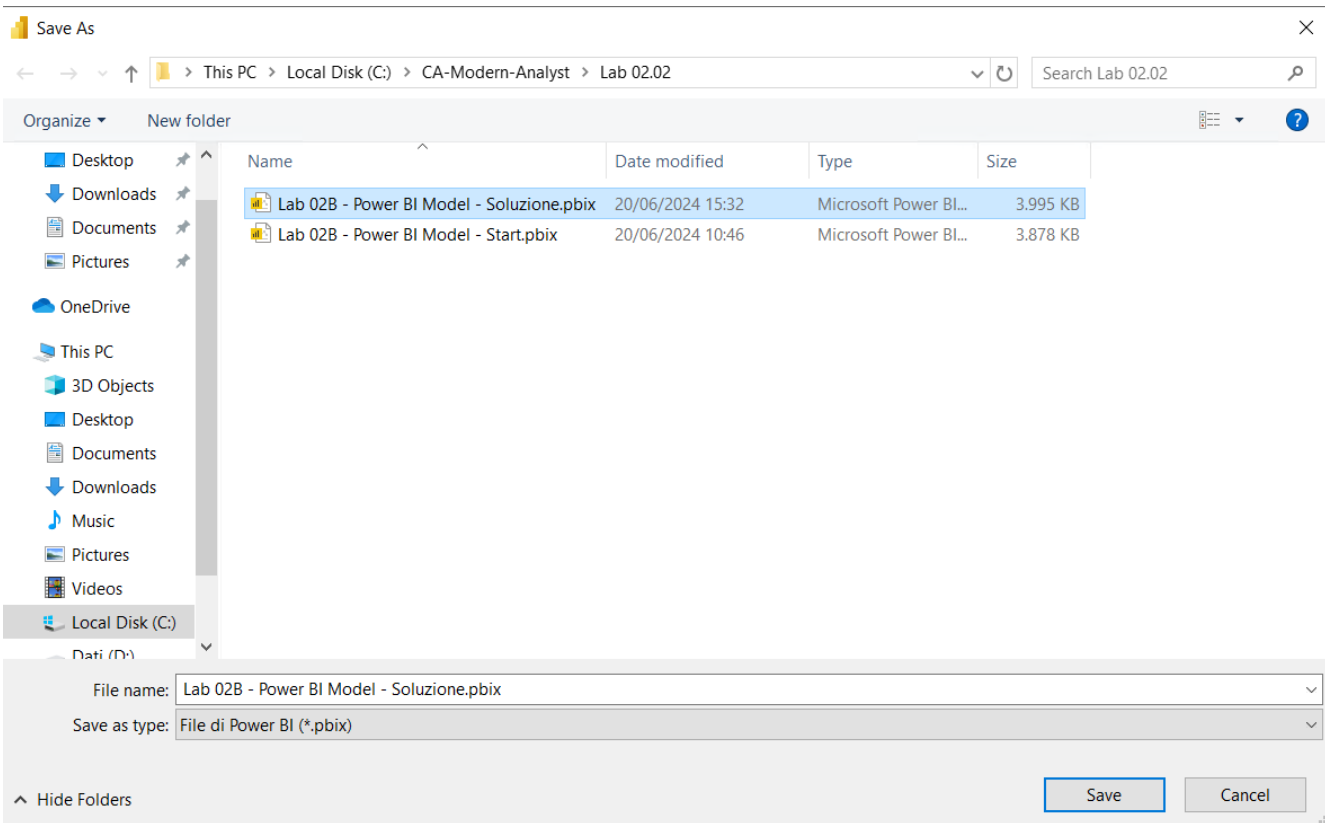 Save As
This PC > Local Disk (C:) > CA-Modern-Analyst > Lab 02.02
Search Lab 02.02
Organize
New folder
?
Desktop
Downloads
Documents
Pictures
OneDrive
This PC
3D Objects
Desktop
Documents
Downloads
Music
Pictures
Videos
Local Disk (C:)
Dati (D:)
Name Date modified Type Size
Lab 02B - Power BI Model - Soluzione.pbix 20/06/2024 15:32 Microsoft Power BI... 3.995 KB
Lab 02B - Power BI Model - Start.pbix 20/06/2024 10:46 Microsoft Power BI... 3.878 KB
File name: Lab 02B - Power BI Model - Soluzione.pbix
Save as type: File di Power BI (*.pbix)
Hide Folders
Save
Cancel